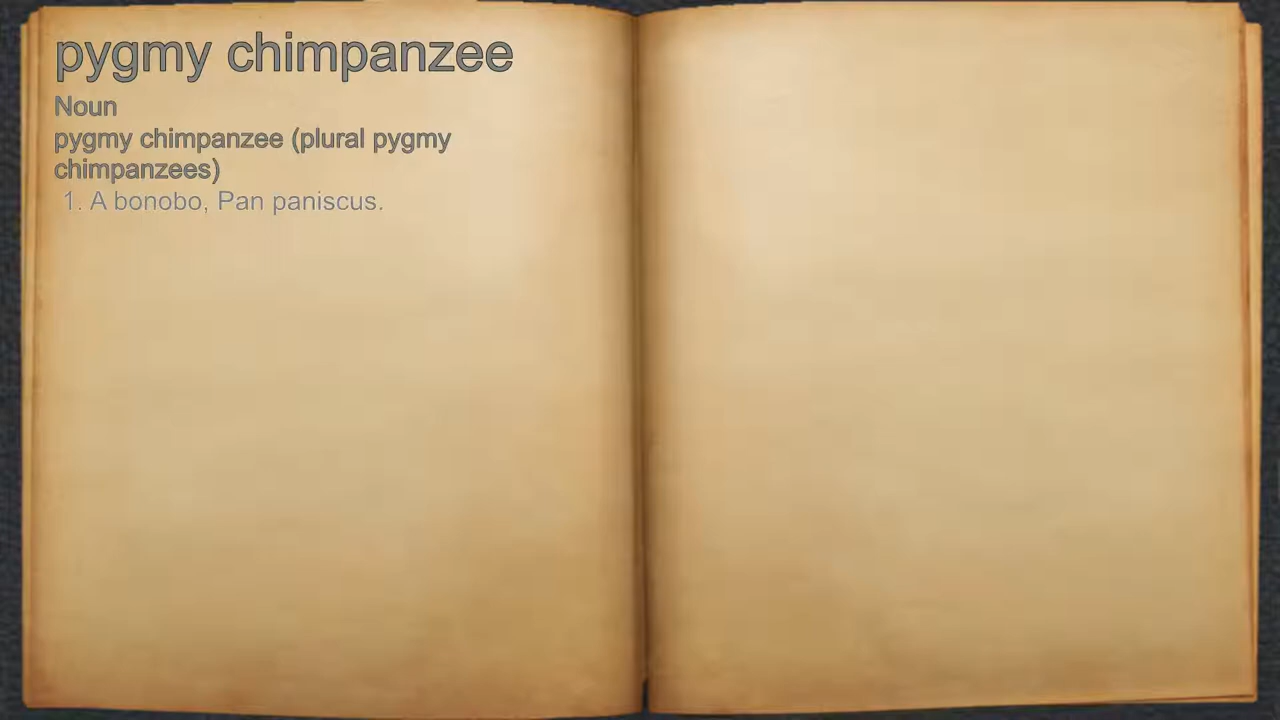 pygmy chimpanzee
Noun
pygmy chimpanzee (plural pygmy
chimpanzees)
1. A bonobo, Pan paniscus.